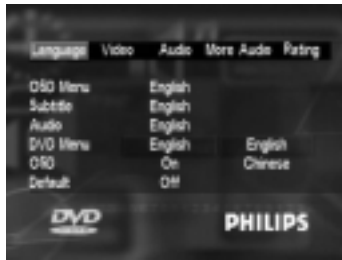 Language Video Audio More Audio Rating
OSD Menu English
Subtitle English
Audio English
DVD Menu English English
OSD On Chinese
Default Off
DVD PHILIPS